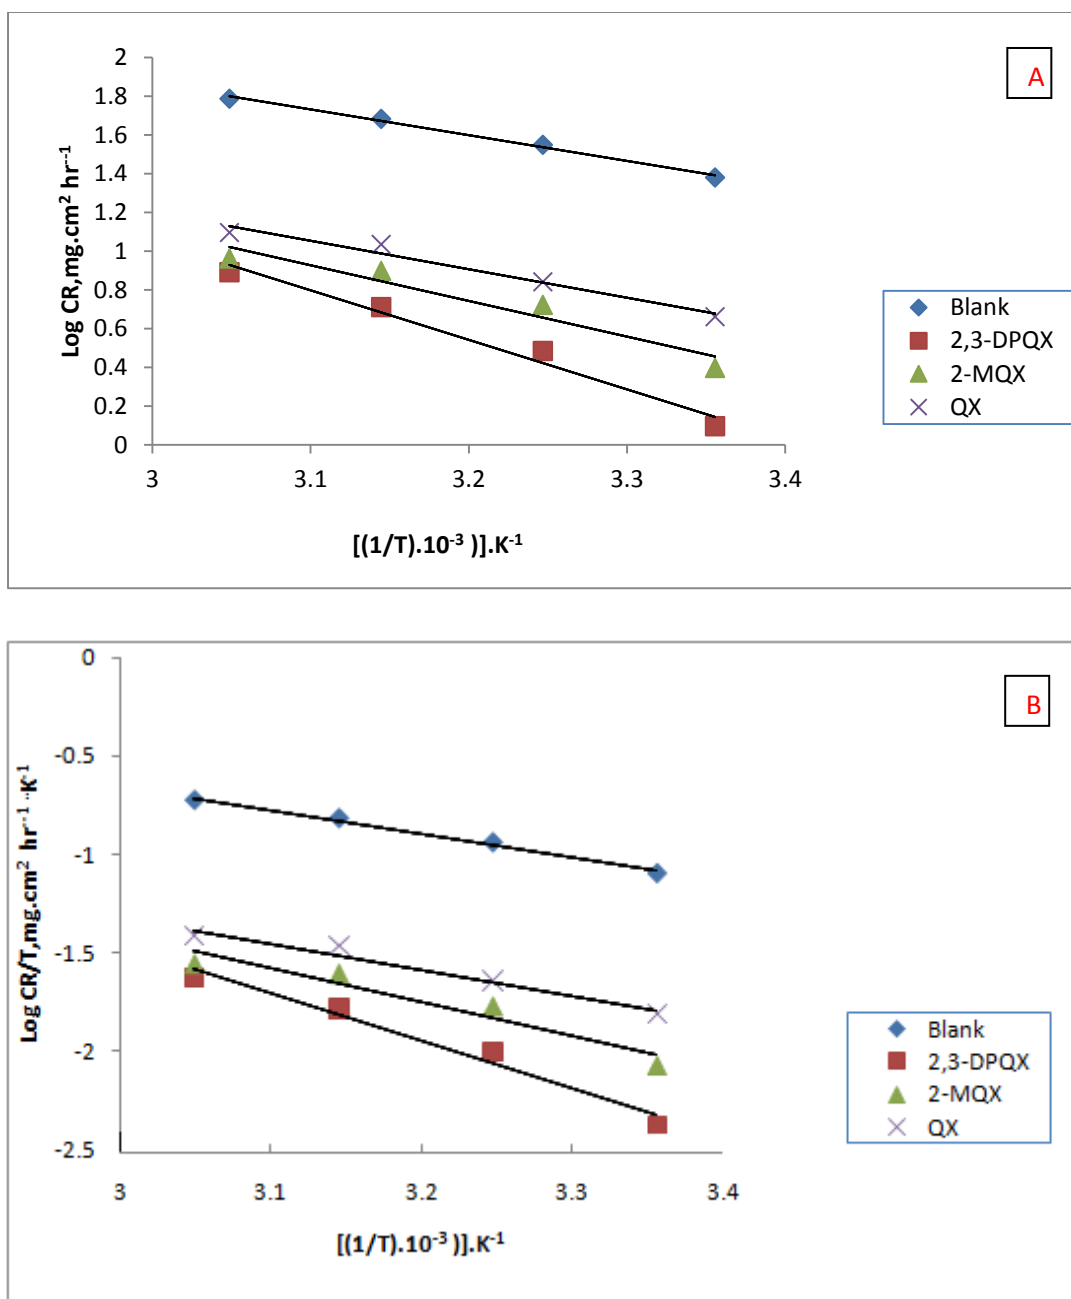 A
2
1.8
1.6
1.4
1.2
1
0.8
0.6
0.4
0.2
0
Log CR,mg.cm² hr⁻⁻¹
3 3.1 3.2 3.3 3.4
[(1/T).10⁻³ )].K⁻¹
Blank
2,3-DPQX
2-MQX
QX
B
0
-0.5
-1
-1.5
-2
-2.5
Log CR/T,mg.cm² hr⁻⁻¹ ..K⁻¹
3 3.1 3.2 3.3 3.4
[(1/T).10⁻³ )].K⁻¹
Blank
2,3-DPQX
2-MQX
QX